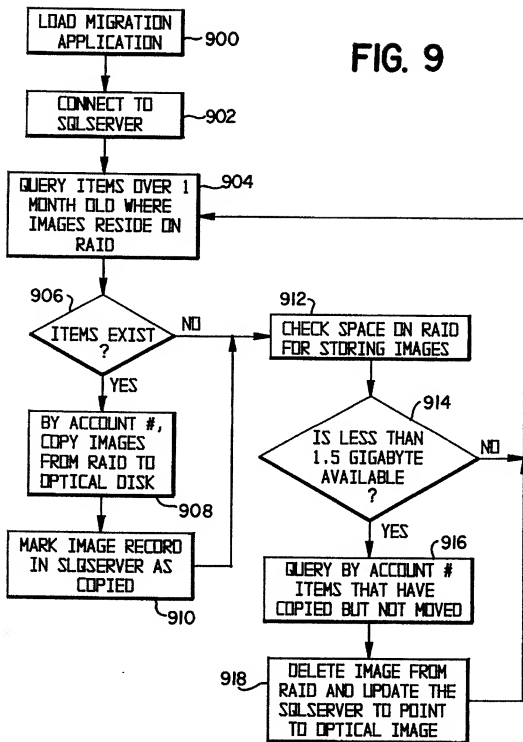 FIG. 9
LOAD MIGRATION
APPLICATION
900
CONNECT TO
SQLSERVER
902
QUERY ITEMS OVER 1
MONTH OLD WHERE
IMAGES RESIDE ON
RAID
904
906
ITEMS EXIST
?
NO
YES
BY ACCOUNT #,
COPY IMAGES
FROM RAID TO
OPTICAL DISK
908
MARK IMAGE RECORD
IN SLQSERVER AS
COPIED
910
912
CHECK SPACE ON RAID
FOR STORING IMAGES
914
IS LESS THAN
1.5 GIGABYTE
AVAILABLE
?
NO
YES
916
QUERY BY ACCOUNT #
ITEMS THAT HAVE
COPIED BUT NOT MOVED
918
DELETE IMAGE FROM
RAID AND UPDATE THE
SQLSERVER TO POINT
TO OPTICAL IMAGE